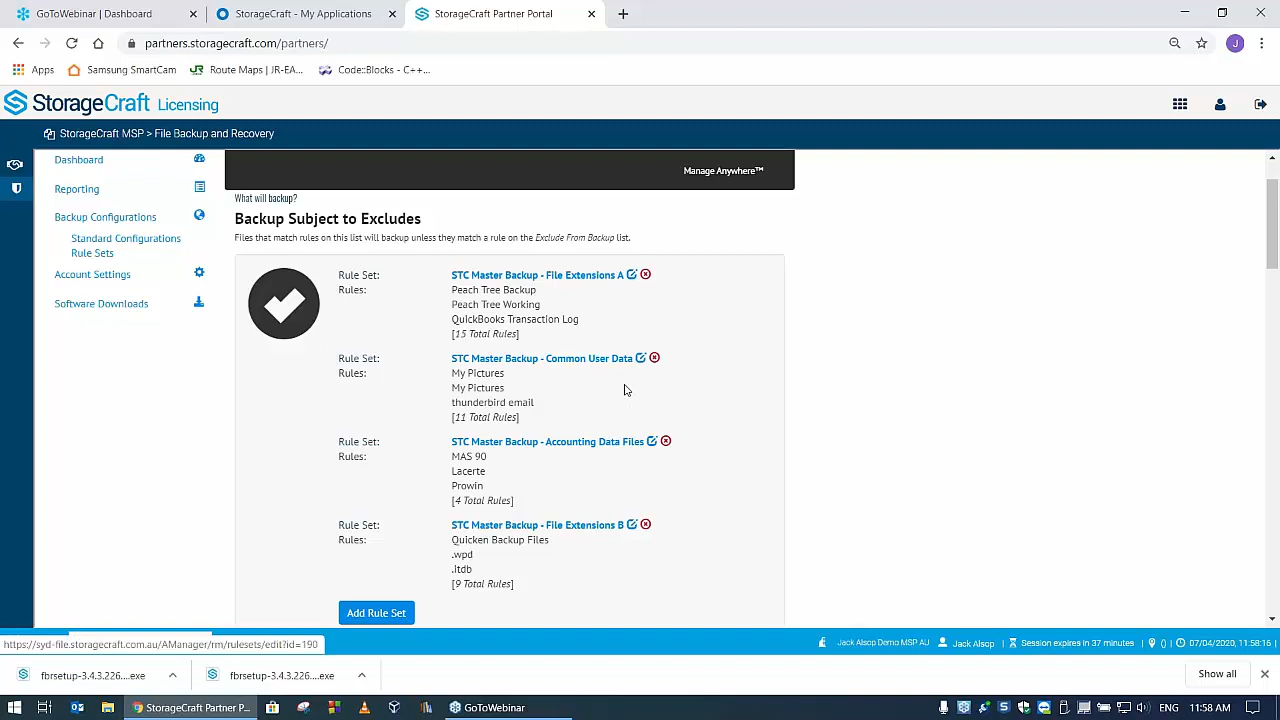 GoToWebinar | Dashboard
StorageCraft - My Applications
StorageCraft Partner Portal
partners.storagecraft.com/partners/
Apps
Samsung SmartCam
Route Maps | JR-EA...
Code::Blocks - C++...
StorageCraft Licensing
StorageCraft MSP > File Backup and Recovery
Dashboard
Reporting
Backup Configurations
Standard Configurations
Rule Sets
Account Settings
Software Downloads
Manage Anywhere™
What will backup?
Backup Subject to Excludes
Files that match rules on this list will backup unless they match a rule on the Exclude From Backup list.
Rule Set: STC Master Backup - File Extensions A
Rules: Peach Tree Backup
Peach Tree Working
QuickBooks Transaction Log
[15 Total Rules]
Rule Set: STC Master Backup - Common User Data
Rules: My Pictures
My Pictures
thunderbird email
[11 Total Rules]
Rule Set: STC Master Backup - Accounting Data Files
Rules: MAS 90
Lacerte
Prowin
[4 Total Rules]
Rule Set: STC Master Backup - File Extensions B
Rules: Quicken Backup Files
.wpd
.itdb
[9 Total Rules]
Add Rule Set
https://syd-file.storagecraft.com.au/AManager/rm/rulesets/edit?id=190
Jack Alsop Demo MSP AU
Jack Alsop
Session expires in 37 minutes
()
07/04/2020, 11:58:16
fbrsetup-3.4.3.226....exe
fbrsetup-3.4.3.226....exe
Show all
StorageCraft Partner P...
GoToWebinar
ENG
11:58 AM